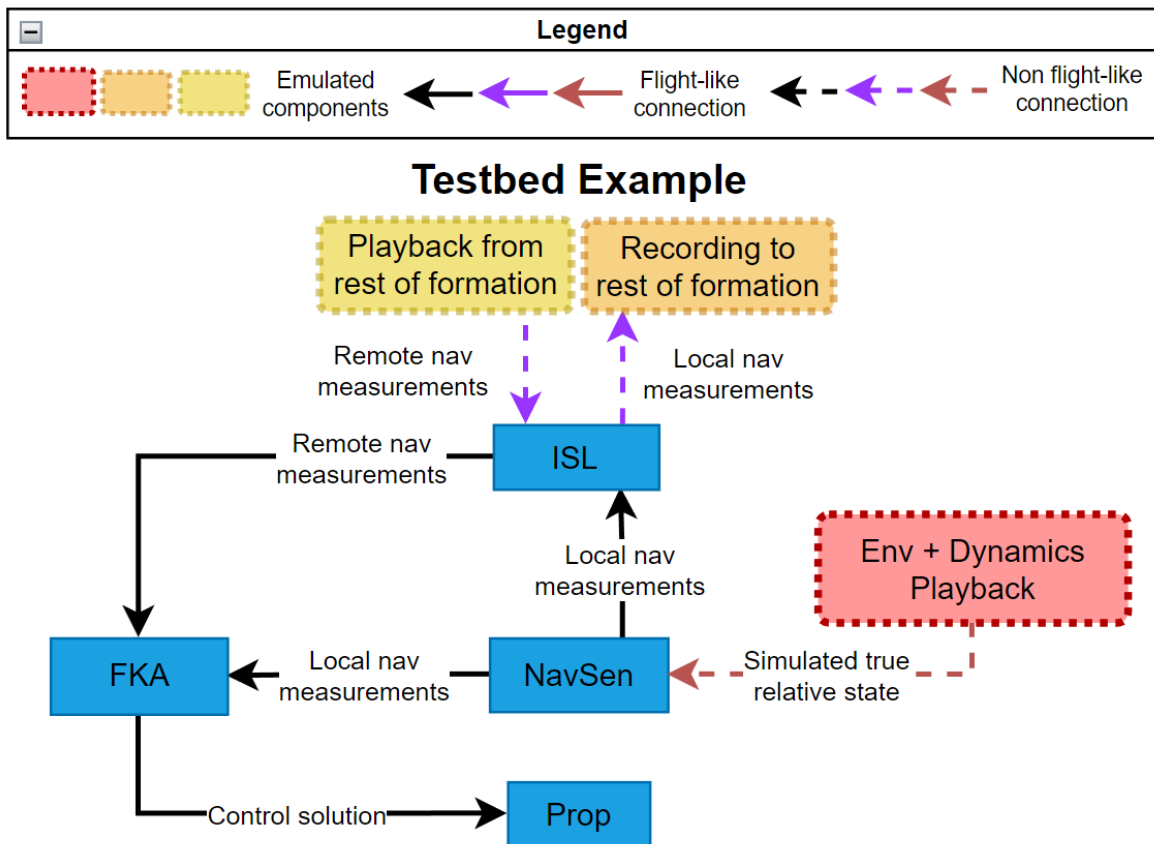 Legend
Emulated
components
Flight-like
connection
Non flight-like
connection
Testbed Example
Playback from
rest of formation
Recording to
rest of formation
Remote nav
measurements
Local nav
measurements
Remote nav
measurements
ISL
Local nav
measurements
Env + Dynamics
Playback
FKA
Local nav
measurements
NavSen
Simulated true
relative state
Control solution
Prop